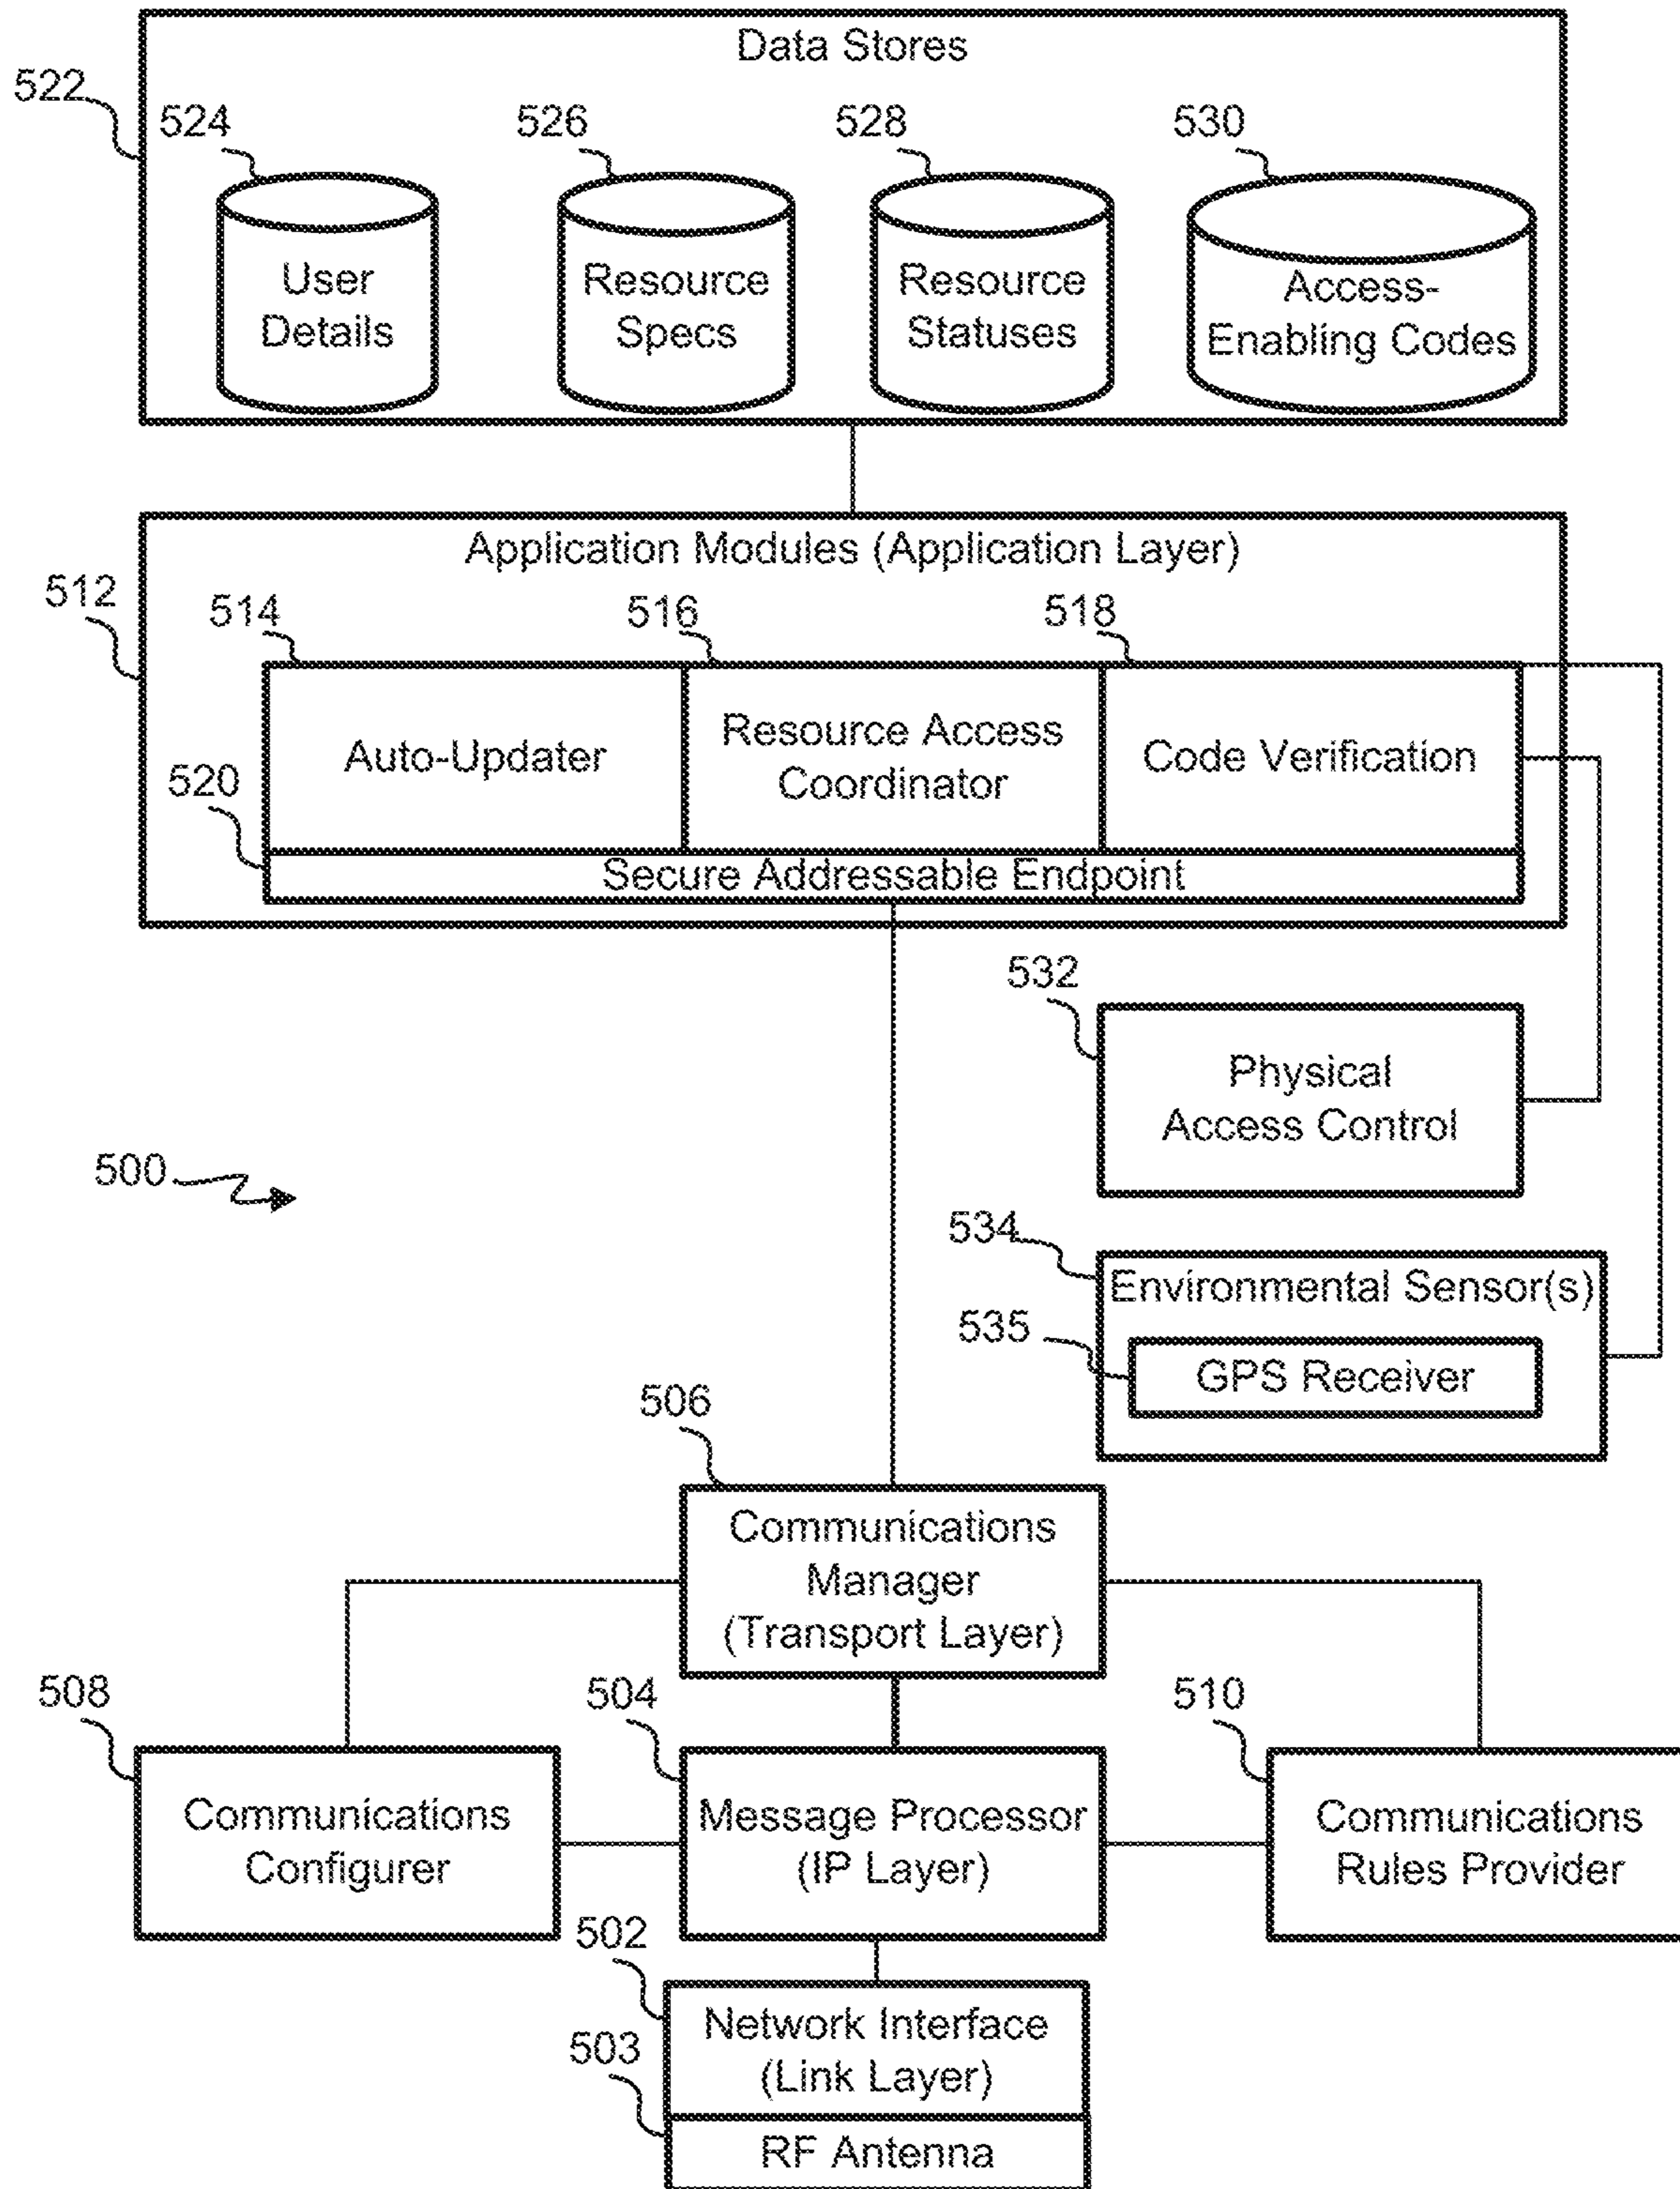 Data Stores
522
524
526
528
530
User
Details
Resource
Specs
Resource
Statuses
Access-
Enabling Codes
Application Modules (Application Layer)
512
514
516
518
Auto-Updater
Resource Access
Coordinator
Code Verification
520
Secure Addressable Endpoint
532
Physical
Access Control
500
534
Environmental Sensor(s)
535
GPS Receiver
506
Communications
Manager
(Transport Layer)
508
504
510
Communications
Configurer
Message Processor
(IP Layer)
Communications
Rules Provider
502
Network Interface
(Link Layer)
503
RF Antenna